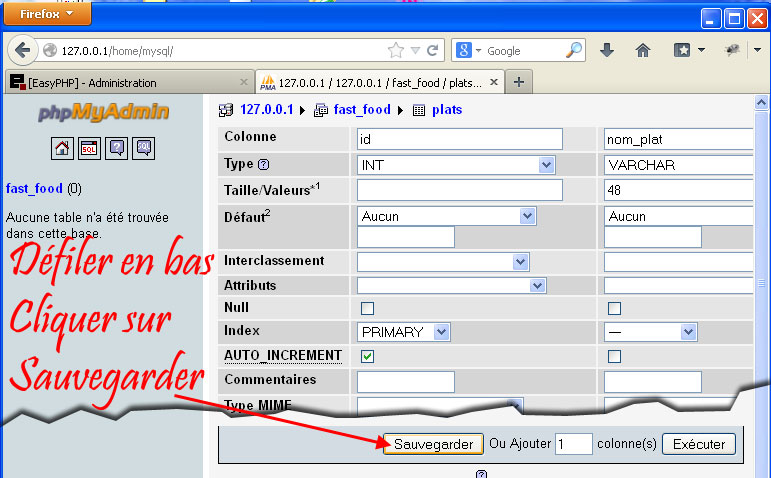 Firefox
127.0.0.1/home/mysql/
Google
[EasyPHP] - Administration
PMA
127.0.0.1 / 127.0.0.1 / fast_food / plats...
phpMyAdmin
SQL
SQL
fast_food (0)
Aucune table n'a été trouvée
dans cette base.
Défiler en bas
Cliquer sur
Sauvegarder
127.0.0.1 fast_food plats
Colonne id nom_plat
Type INT VARCHAR
Taille/Valeurs*1 48
Défaut2 Aucun Aucun
Interclassement
Attributs
Null
Index PRIMARY —
AUTO_INCREMENT
Commentaires
Type MIME
Sauvegarder Ou Ajouter 1 colonne(s) Exécuter